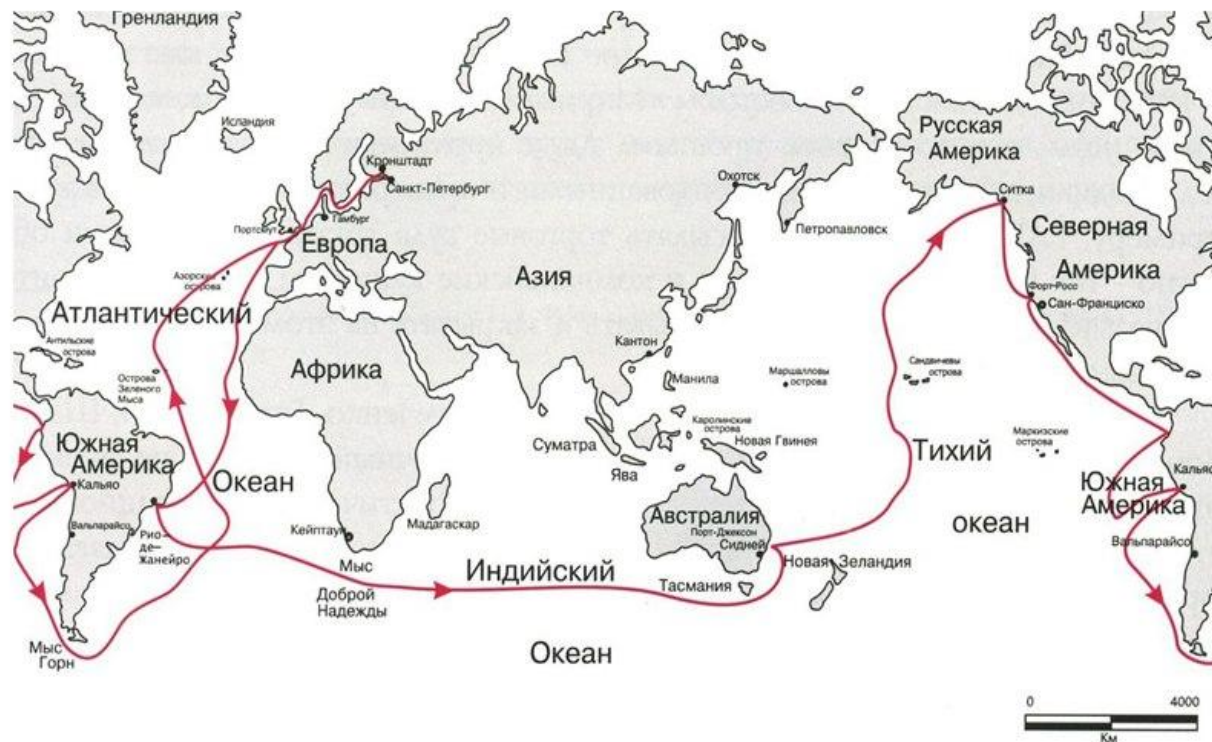 Гренландия
Исландия
Кронштадт
Санкт-Петербург
Гамбург
Портсмут
Европа
Азорские
острова
Атлантический
Антильские
острова
Острова
Зеленого
Мыса
Африка
Южная
Америка
Океан
Кальяо
Вальпарайсо
Рио-
де-
жанейро
Кейптаун
Мадагаскар
Мыс
Доброй
Надежды
Мыс
Горн
Азия
Охотск
Петропавловск
Кантон
Манила
Маршалловы
острова
Каролинские
острова
Новая Гвинея
Суматра
Ява
Австралия
Порт-Джексон
Сидней
Тасмания
Новая Зеландия
Индийский
Океан
Русская
Америка
Ситка
Северная
Америка
Форт-Росс
Сан-Франциско
Сандвичевы
острова
Маркизские
острова
Тихий
океан
Кальяо
Южная
Америка
Вальпарайсо
0 4000
Км